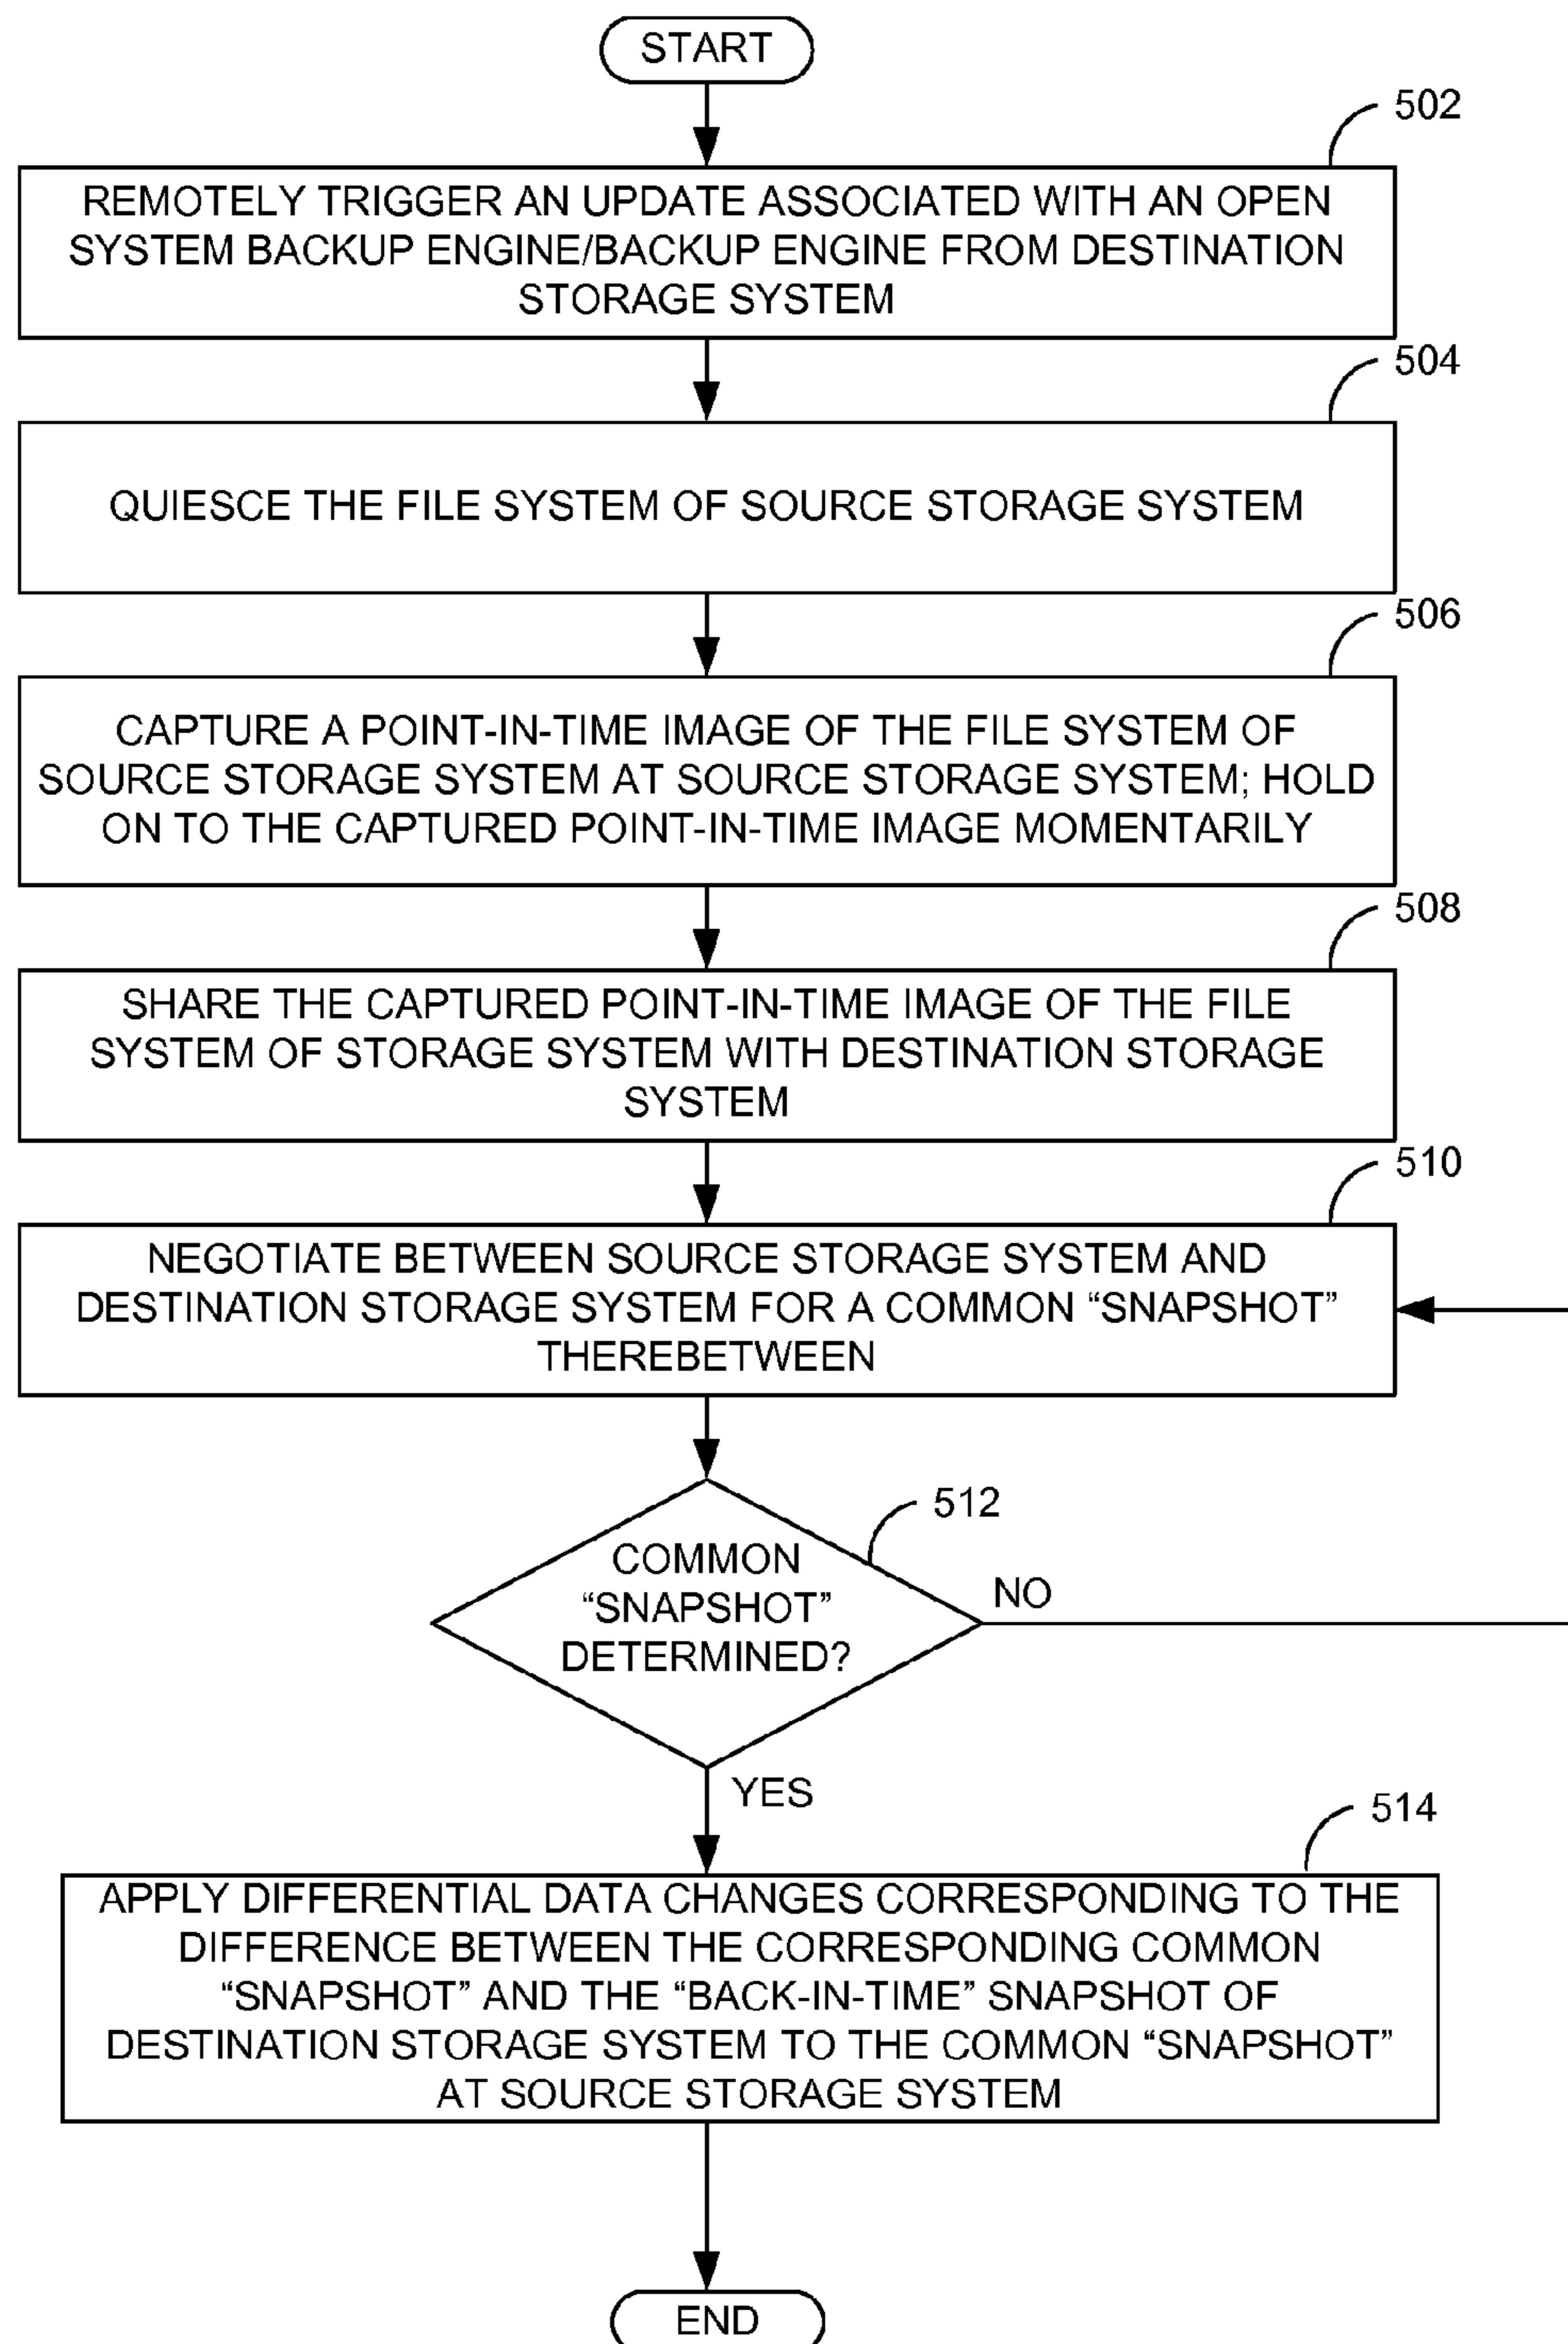 START
502
REMOTELY TRIGGER AN UPDATE ASSOCIATED WITH AN OPEN
SYSTEM BACKUP ENGINE/BACKUP ENGINE FROM DESTINATION
STORAGE SYSTEM
504
QUIESCE THE FILE SYSTEM OF SOURCE STORAGE SYSTEM
506
CAPTURE A POINT-IN-TIME IMAGE OF THE FILE SYSTEM OF
SOURCE STORAGE SYSTEM AT SOURCE STORAGE SYSTEM; HOLD
ON TO THE CAPTURED POINT-IN-TIME IMAGE MOMENTARILY
508
SHARE THE CAPTURED POINT-IN-TIME IMAGE OF THE FILE
SYSTEM OF STORAGE SYSTEM WITH DESTINATION STORAGE
SYSTEM
510
NEGOTIATE BETWEEN SOURCE STORAGE SYSTEM AND
DESTINATION STORAGE SYSTEM FOR A COMMON “SNAPSHOT”
THEREBETWEEN
512
COMMON
“SNAPSHOT”
DETERMINED?
NO
YES
514
APPLY DIFFERENTIAL DATA CHANGES CORRESPONDING TO THE
DIFFERENCE BETWEEN THE CORRESPONDING COMMON
“SNAPSHOT” AND THE “BACK-IN-TIME” SNAPSHOT OF
DESTINATION STORAGE SYSTEM TO THE COMMON “SNAPSHOT”
AT SOURCE STORAGE SYSTEM
END